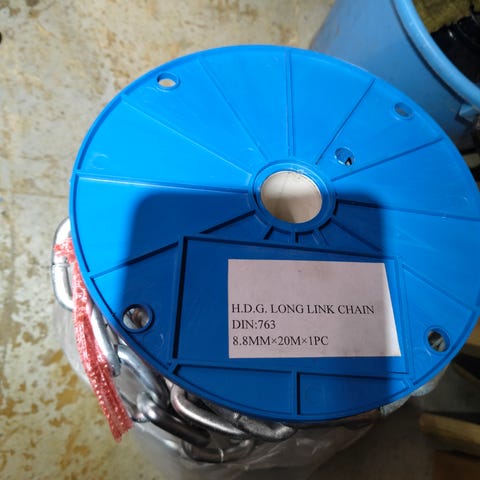 H.D.G. LONG LINK CHAIN
DIN:763
8.8MM×20M×1PC